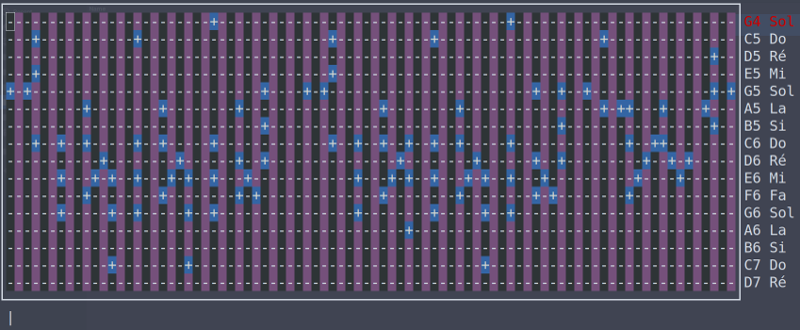 G4 Sol
C5 Do
D5 Ré
E5 Mi
G5 Sol
A5 La
B5 Si
C6 Do
D6 Ré
E6 Mi
F6 Fa
G6 Sol
A6 La
B6 Si
C7 Do
D7 Ré